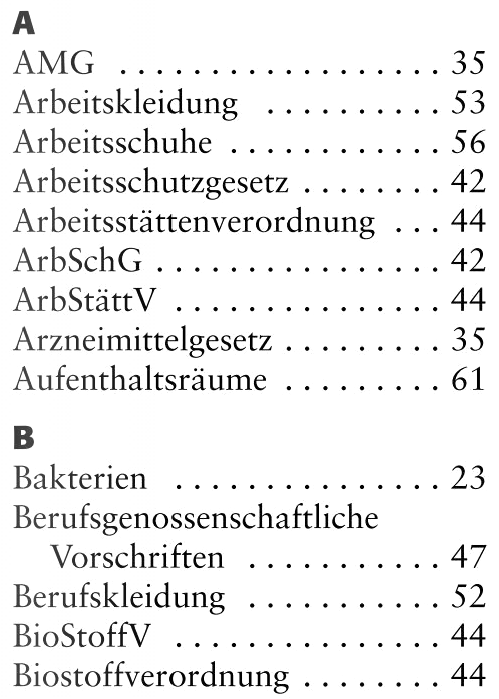 A
AMG . . . . . . . . . . . . . . . . . . . 35
Arbeitskleidung . . . . . . . . . . . 53
Arbeitsschuhe . . . . . . . . . . . . . 56
Arbeitsschutzgesetz . . . . . . . . 42
Arbeitsstättenverordnung . . . 44
ArbSchG . . . . . . . . . . . . . . . . . 42
ArbStättV . . . . . . . . . . . . . . . . 44
Arzneimittelgesetz . . . . . . . . . 35
Aufenthaltsräume . . . . . . . . . 61
B
Bakterien . . . . . . . . . . . . . . . . 23
Berufsgenossenschaftliche
Vorschriften . . . . . . . . . . . . 47
Berufskleidung . . . . . . . . . . . 52
BioStoffV . . . . . . . . . . . . . . . . 44
Biostoffverordnung . . . . . . . . 44